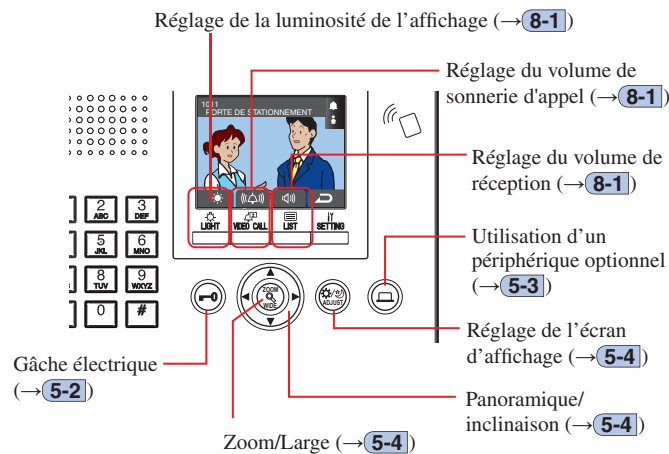 Réglage de la luminosité de l'affichage (→8-1)
Réglage du volume de
sonnerie d'appel (→8-1)
1011
PORTE DE STATIONNEMENT
Réglage du volume de
réception (→8-1)
LIGHT
VIDEO CALL
LIST
SETTING
2
ABC
3
DEF
5
JKL
6
MNO
8
TUV
9
WXYZ
0
#
Utilisation d'un
périphérique optionnel
(→5-3)
ZOOM
WIDE
ADJUST
Réglage de l'écran
d'affichage (→5-4)
Gâche électrique
(→5-2)
Panoramique/
inclinaison (→5-4)
Zoom/Large (→5-4)